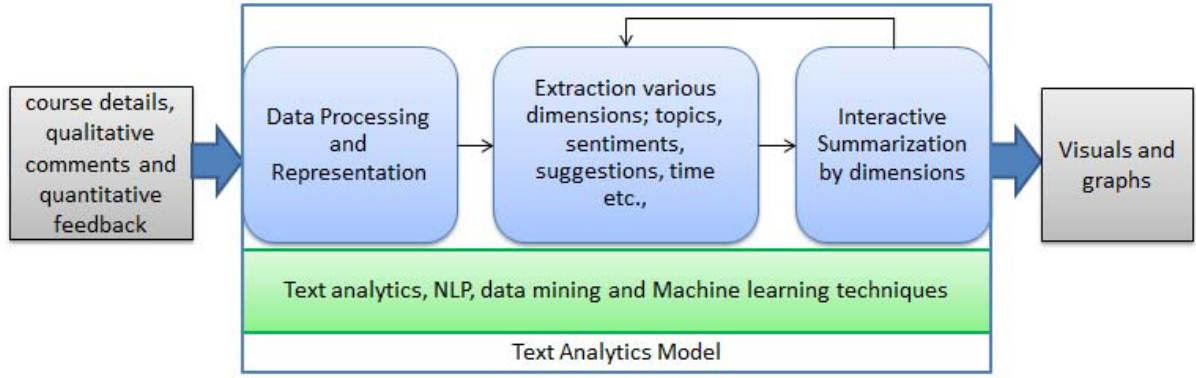 course details,
qualitative
comments and
quantitative
feedback
Data Processing
and
Representation
Extraction various
dimensions; topics,
sentiments,
suggestions, time
etc.,
Interactive
Summarization
by dimensions
Visuals and
graphs
Text analytics, NLP, data mining and Machine learning techniques
Text Analytics Model